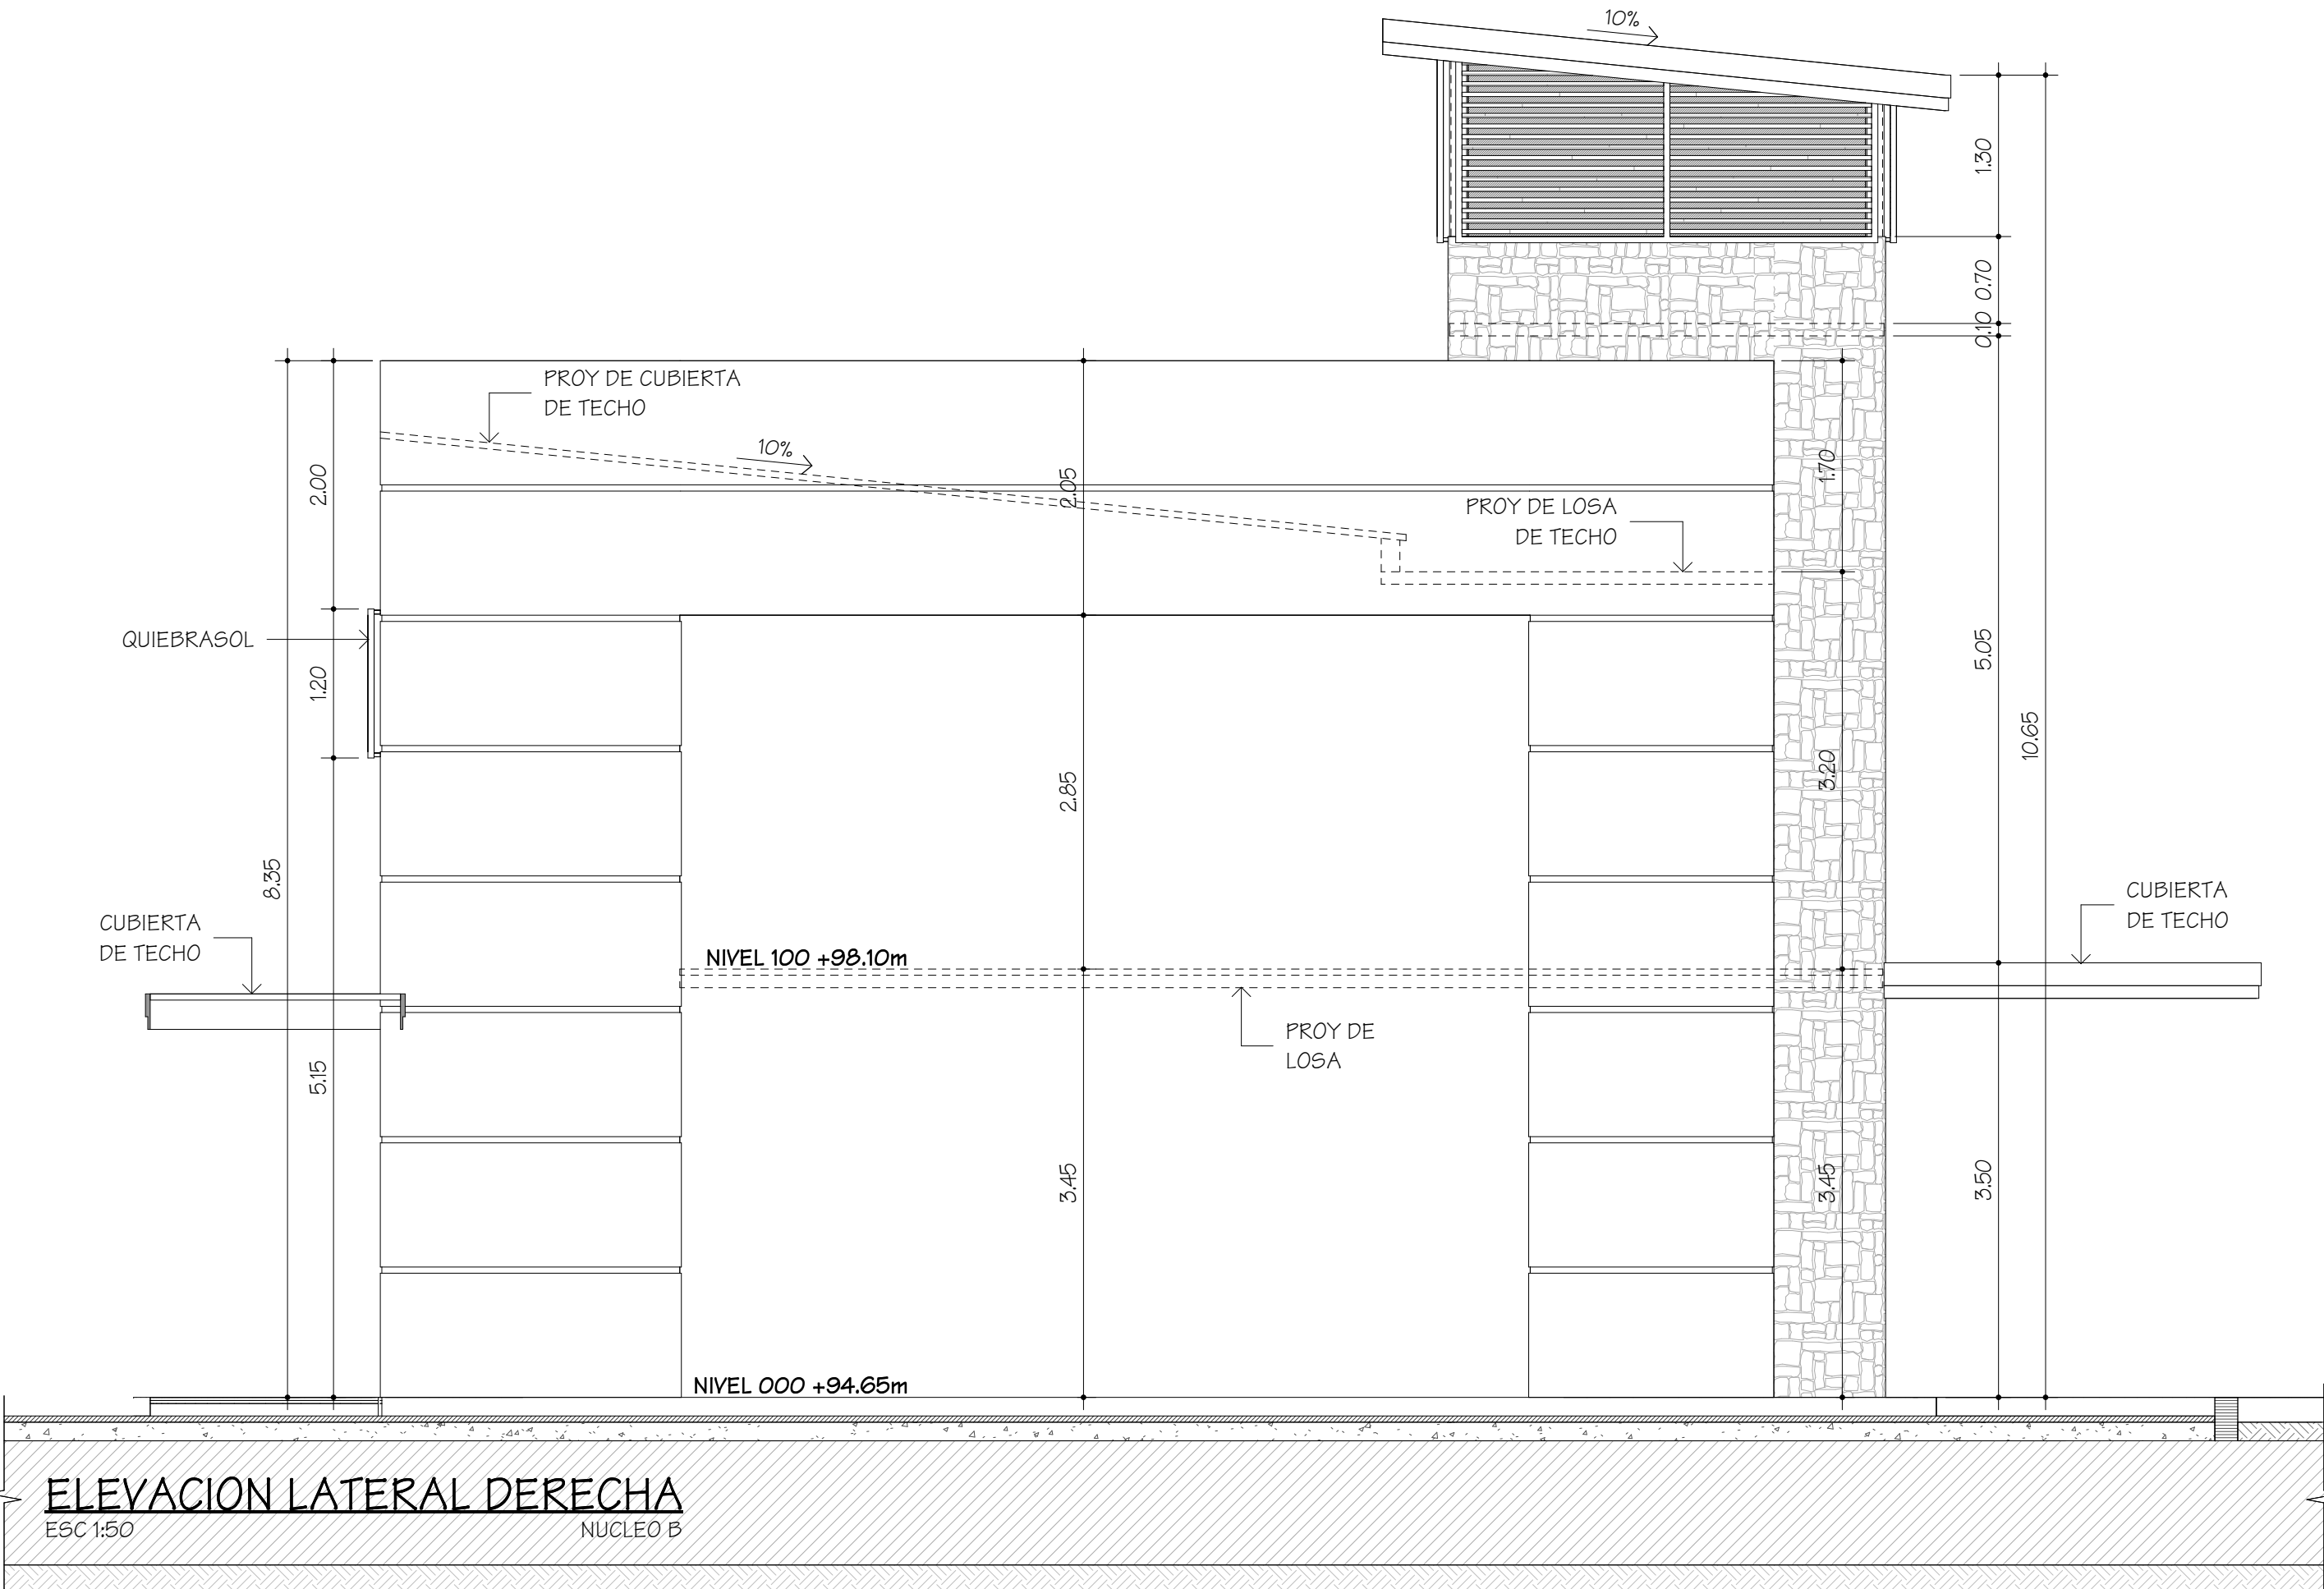 10%
1.30
0.70
0.10
PROY DE CUBIERTA
DE TECHO
10%
2.00
2.05
1.70
PROY DE LOSA
DE TECHO
QUIEBRASOL
1.20
5.05
10.65
2.85
3.20
8.35
CUBIERTA
DE TECHO
CUBIERTA
DE TECHO
NIVEL 100 +98.10m
PROY DE
LOSA
5.15
3.45
3.45
3.50
NIVEL 000 +94.65m
ELEVACION LATERAL DERECHA
ESC 1:50
NUCLEO B